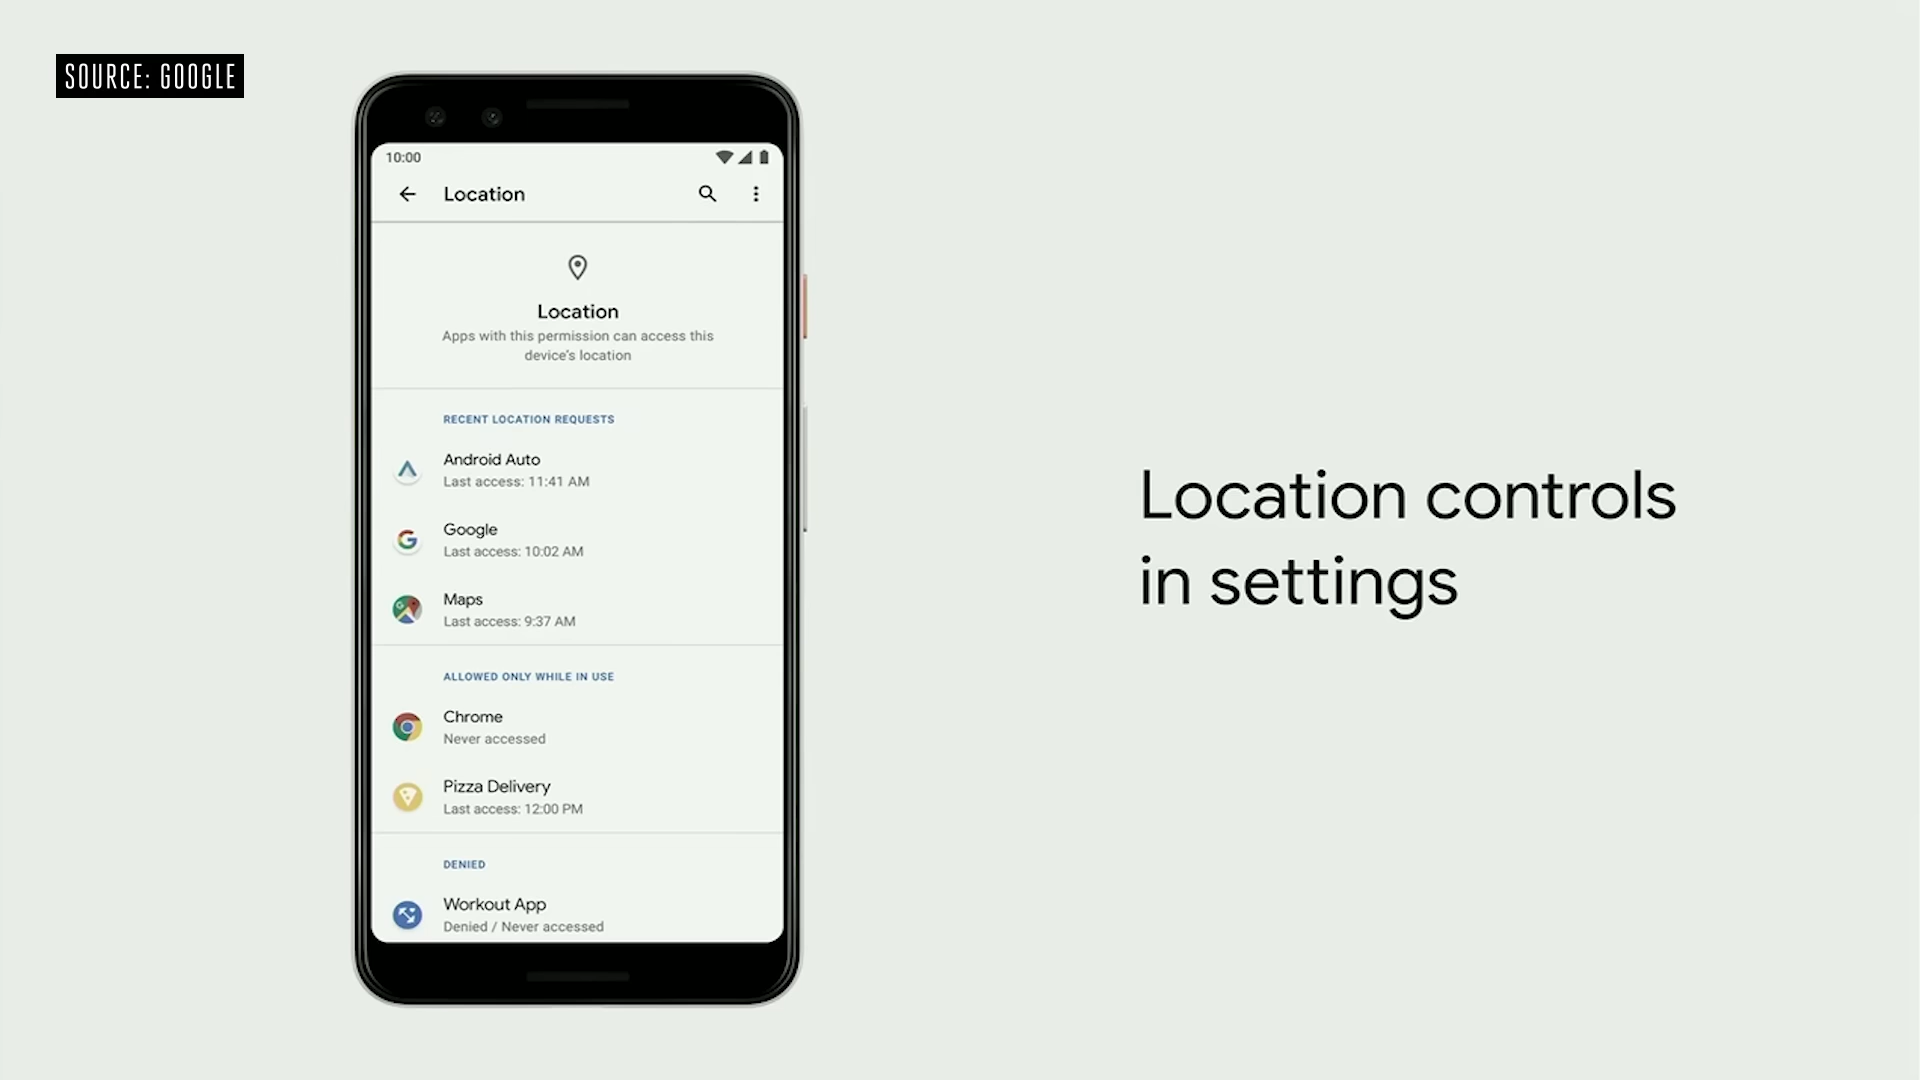 SOURCE: GOOGLE
10:00
Location
Location
Apps with this permission can access this
device's location
RECENT LOCATION REQUESTS
Android Auto
Last access: 11:41 AM
Google
Last access: 10:02 AM
Maps
Last access: 9:37 AM
ALLOWED ONLY WHILE IN USE
Chrome
Never accessed
Pizza Delivery
Last access: 12:00 PM
DENIED
Workout App
Denied / Never accessed
Location controls
in settings